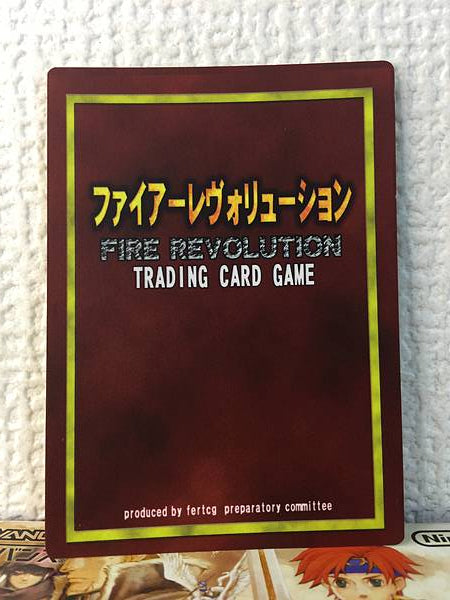 ファイアーレヴォリューション
FIRE REVOLUTION
TRADING CARD GAME
produced by fertcg preparatory committee